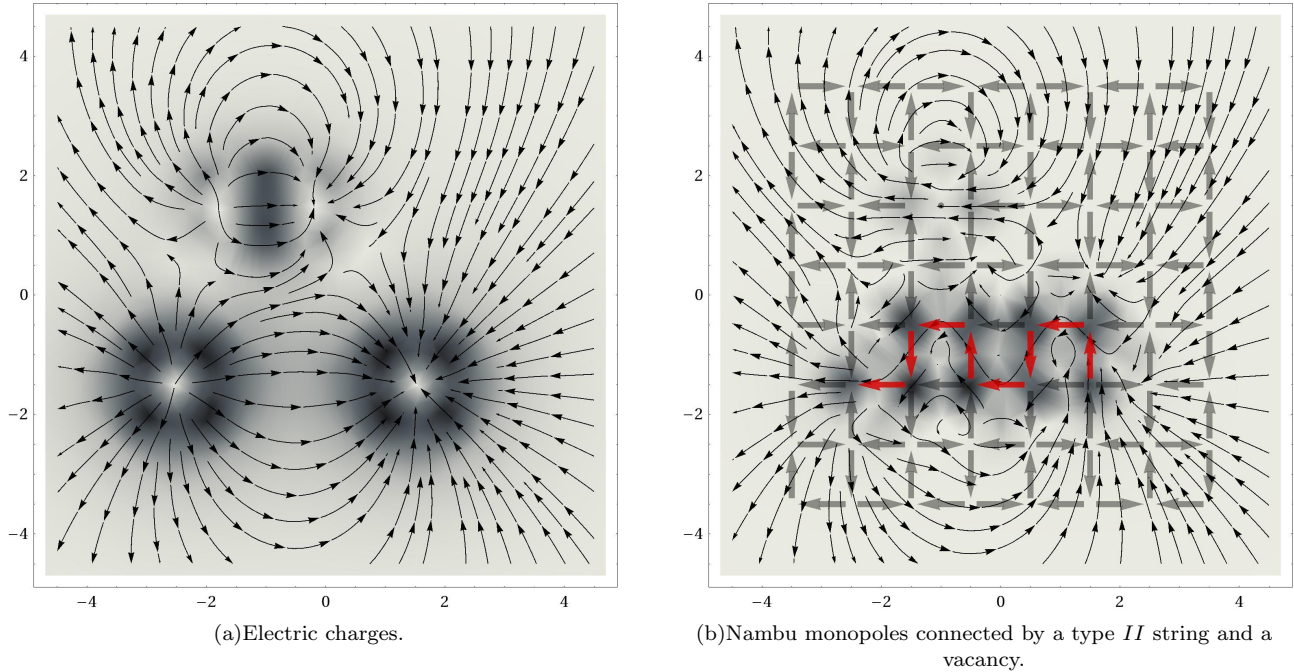 4
2
0
−2
−4
−4 −2 0 2 4
(a)Electric charges.
4
2
0
−2
−4
−4 −2 0 2 4
(b)Nambu monopoles connected by a type II string and a
vacancy.